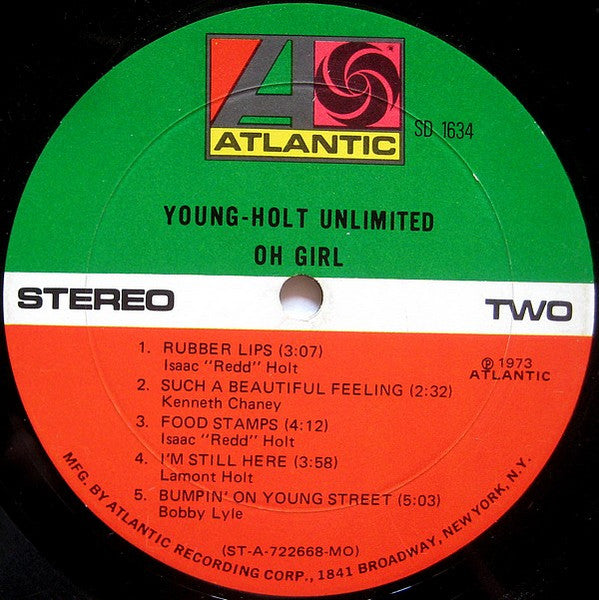 ATLANTIC
SD 1634
YOUNG-HOLT UNLIMITED
OH GIRL
STEREO
TWO
1. RUBBER LIPS (3:07)
Isaac "Redd" Holt
2. SUCH A BEAUTIFUL FEELING (2:32)
Kenneth Chaney
3. FOOD STAMPS (4:12)
Isaac "Redd" Holt
4. I'M STILL HERE (3:58)
Lamont Holt
5. BUMPIN' ON YOUNG STREET (5:03)
Bobby Lyle
℗ 1973
ATLANTIC
(ST-A-722668-MO)
MFG. BY ATLANTIC RECORDING CORP., 1841 BROADWAY, NEW YORK, N.Y.